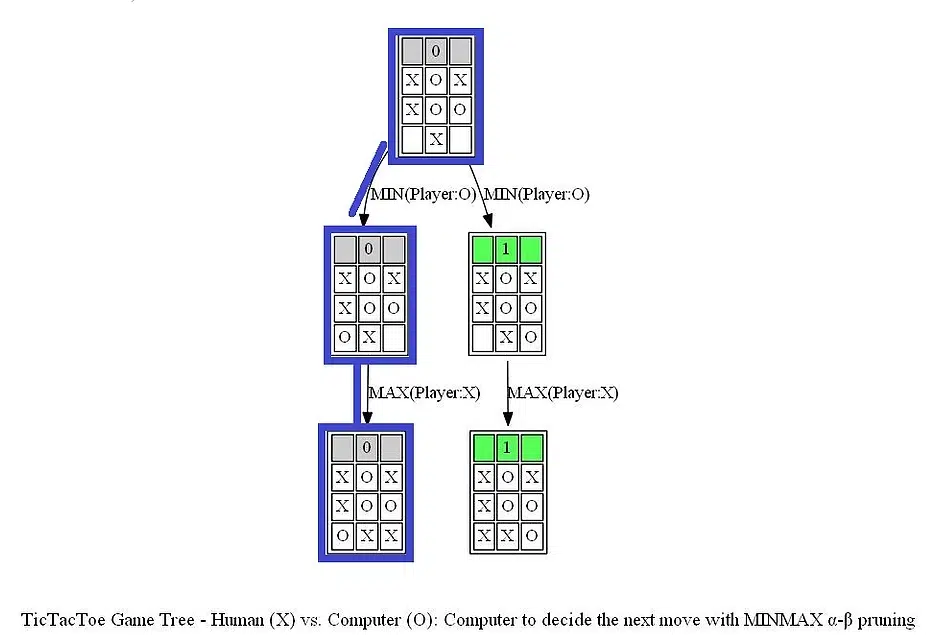 0
X O X
X O O
X
MIN(Player:O) MIN(Player:O)
0 1
X O X X O X
X O O X O O
O X X O
MAX(Player:X) MAX(Player:X)
0 1
X O X X O X
X O O X O O
O X X X X O
TicTacToe Game Tree - Human (X) vs. Computer (O): Computer to decide the next move with MINMAX α-β pruning